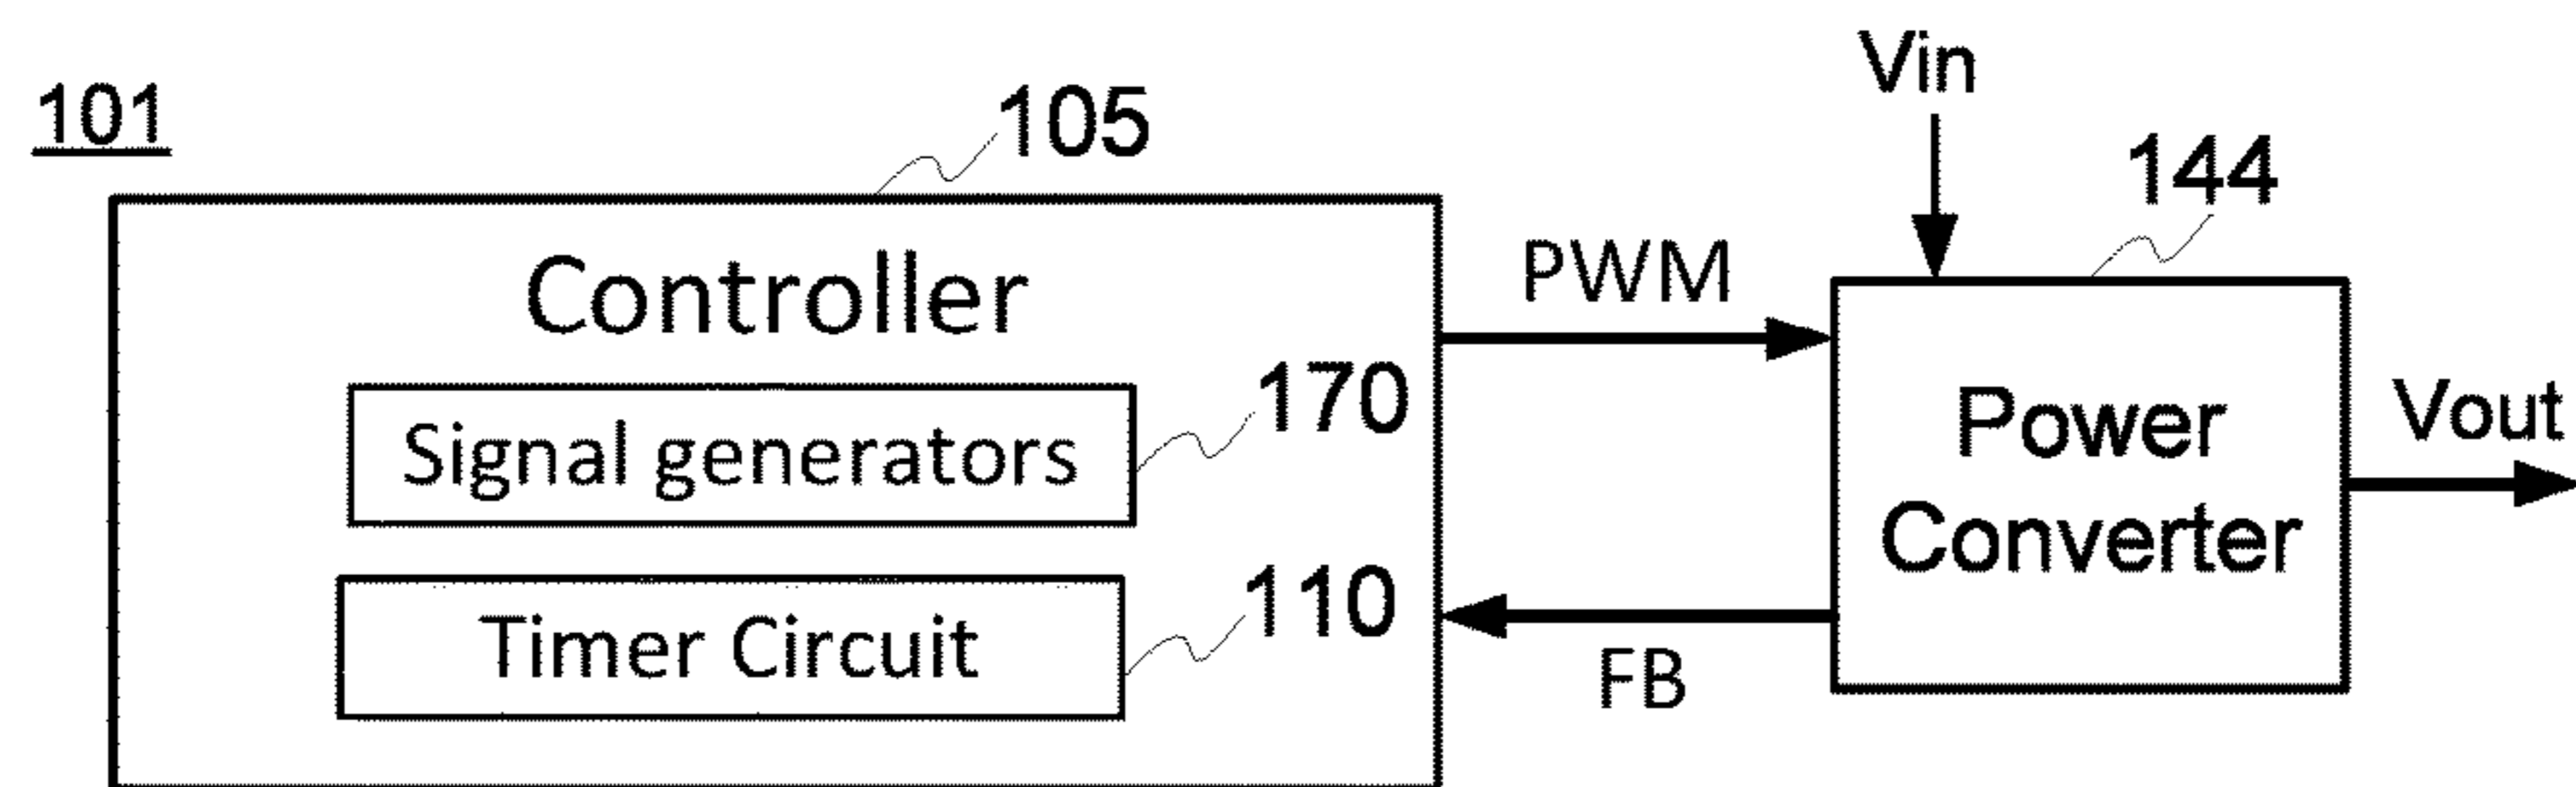 101
105
Vin
144
Controller
PWM
Signal generators
170
Power
Converter
Vout
Timer Circuit
110
FB